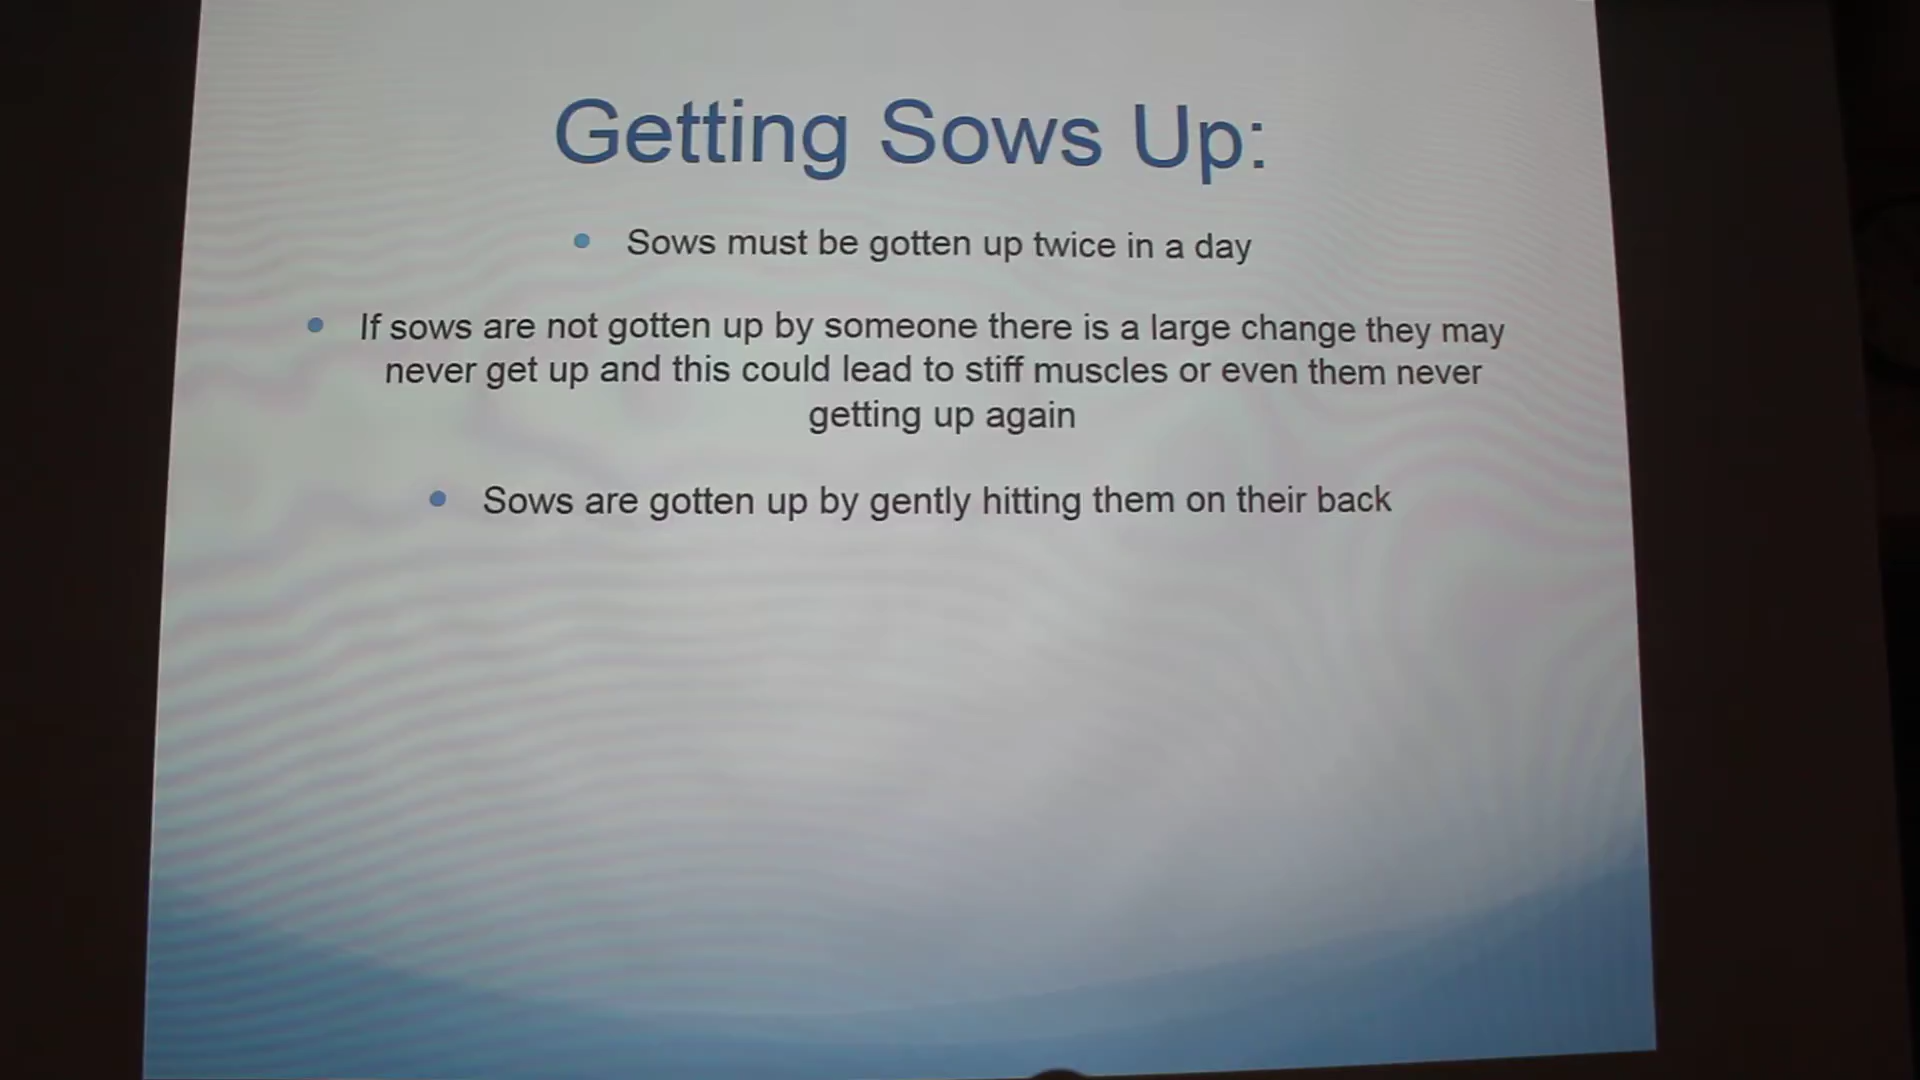 Getting Sows Up:
Sows must be gotten up twice in a day
If sows are not gotten up by someone there is a large change they may
never get up and this could lead to stiff muscles or even them never
getting up again
Sows are gotten up by gently hitting them on their back